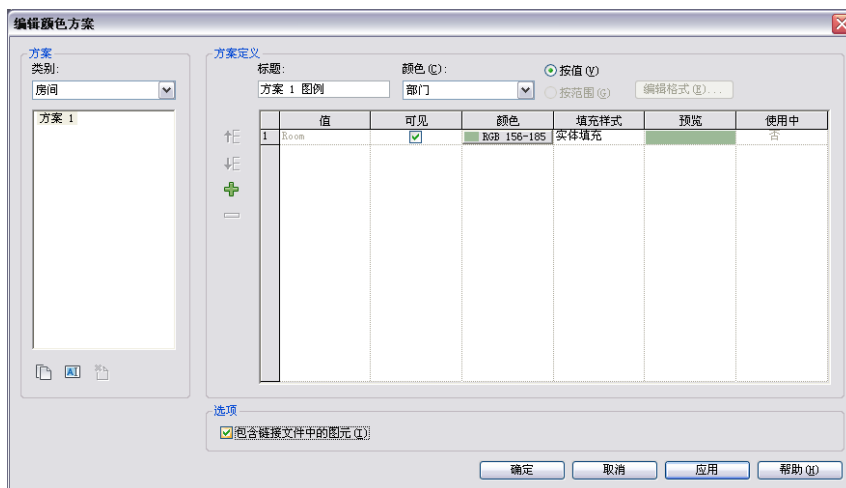 编辑颜色方案
方案
类别:
房间
方案 1
方案定义
标题:
方案 1 图例
颜色(C):
部门
按值(V)
按范围(G)
编辑格式(E)...
值 可见 颜色 填充样式 预览 使用中
1 Room RGB 156-185 实体填充 否
选项
包含链接文件中的图元(I)
确定 取消 应用 帮助(H)